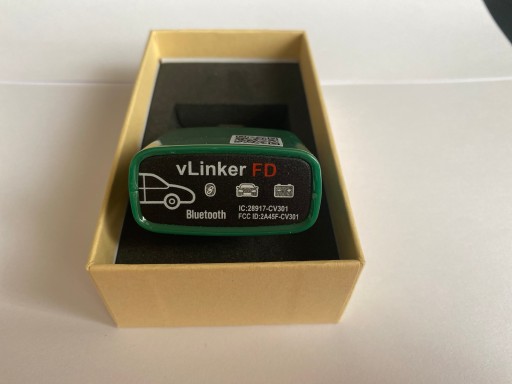 vLinker FD
Bluetooth
IC:28917-CV301
FCC ID:2A45F-CV301